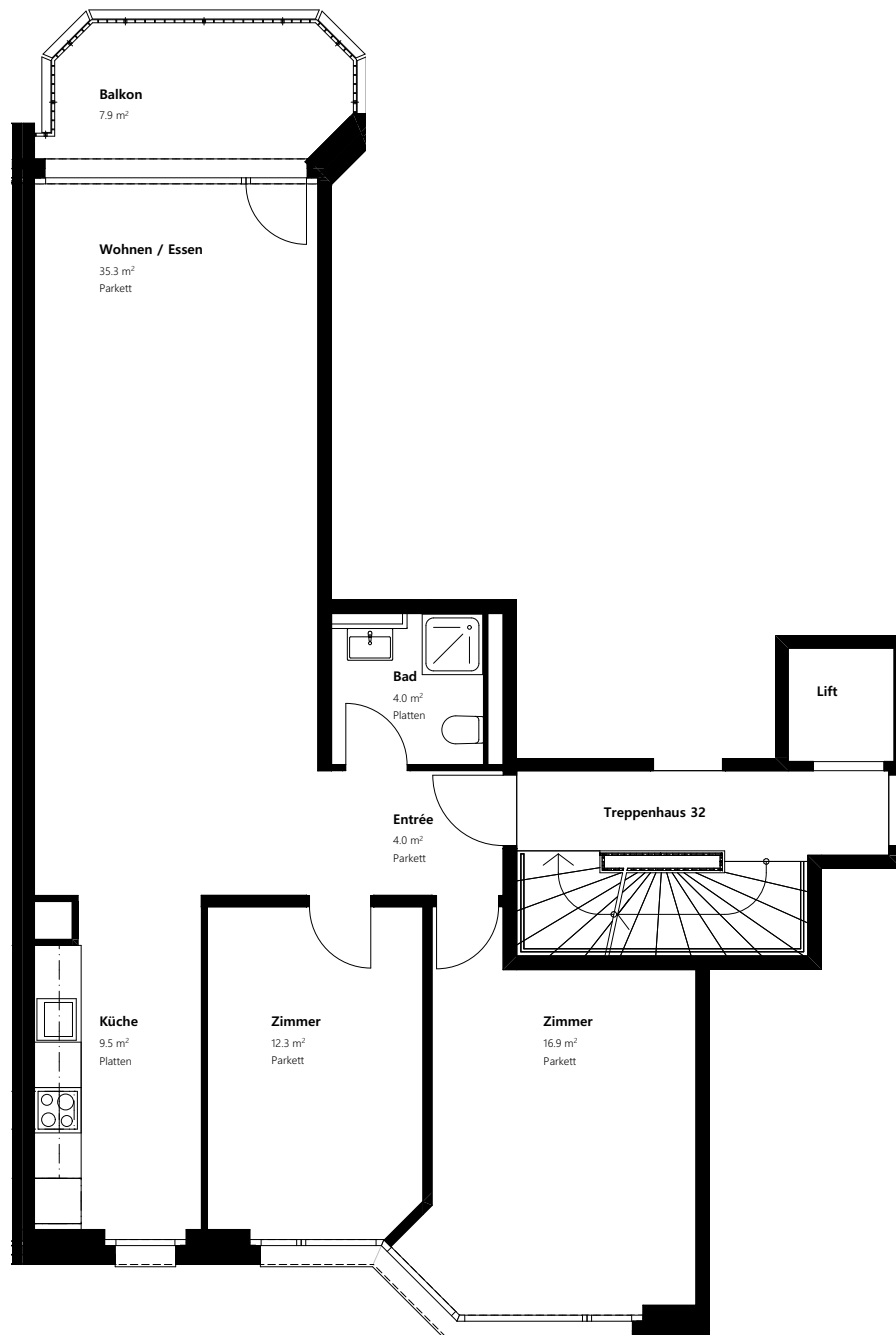 Balkon
7.9 m²
Wohnen / Essen
35.3 m²
Parkett
Bad
4.0 m²
Platten
Lift
Entrée
4.0 m²
Parkett
Treppenhaus 32
Küche
9.5 m²
Platten
Zimmer
12.3 m²
Parkett
Zimmer
16.9 m²
Parkett